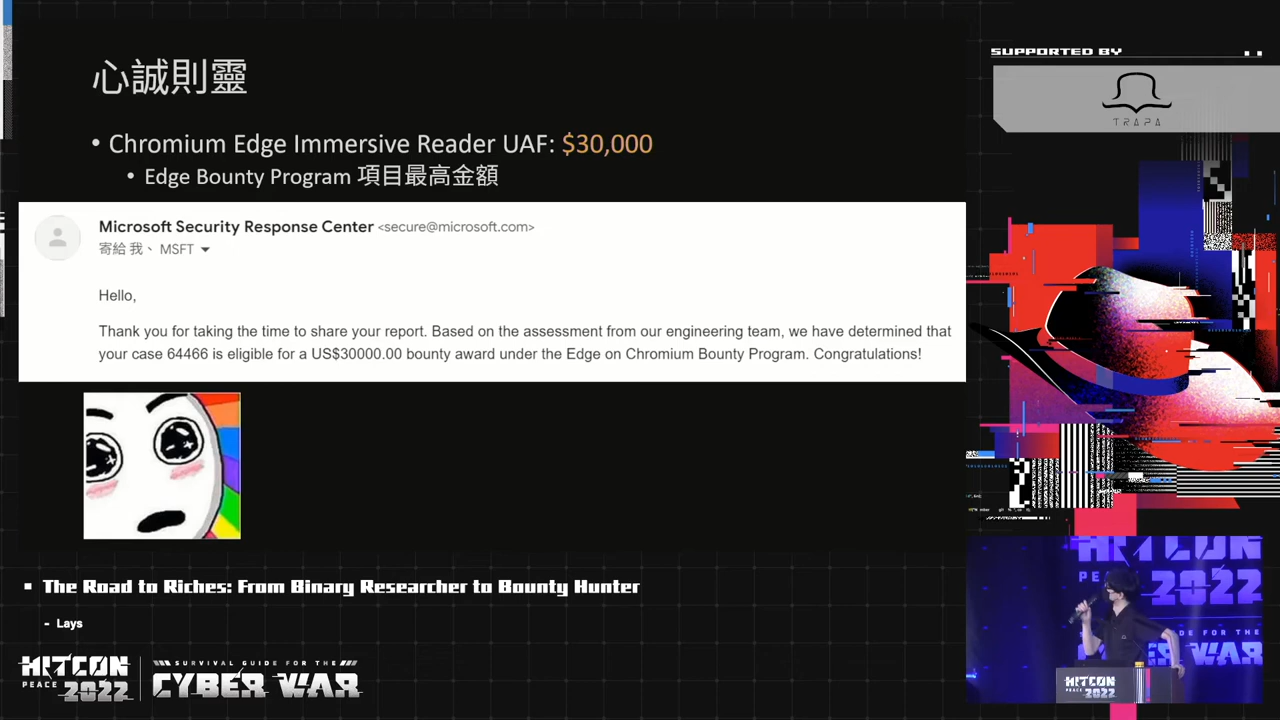 心誠則靈
• Chromium Edge Immersive Reader UAF: $30,000
• Edge Bounty Program 項目最高金額
Microsoft Security Response Center <secure@microsoft.com>
寄給 我、 MSFT
Hello,
Thank you for taking the time to share your report. Based on the assessment from our engineering team, we have determined that
your case 64466 is eligible for a US$30000.00 bounty award under the Edge on Chromium Bounty Program. Congratulations!
The Road to Riches: From Binary Researcher to Bounty Hunter
- Lays
HITCON
PEACE 2022
SURVIVAL GUIDE FOR THE
CYBER WAR
SUPPORTED BY
TRAPA
HITCON
2022
FOR THE
WAR
HITCON
PEACE 2022